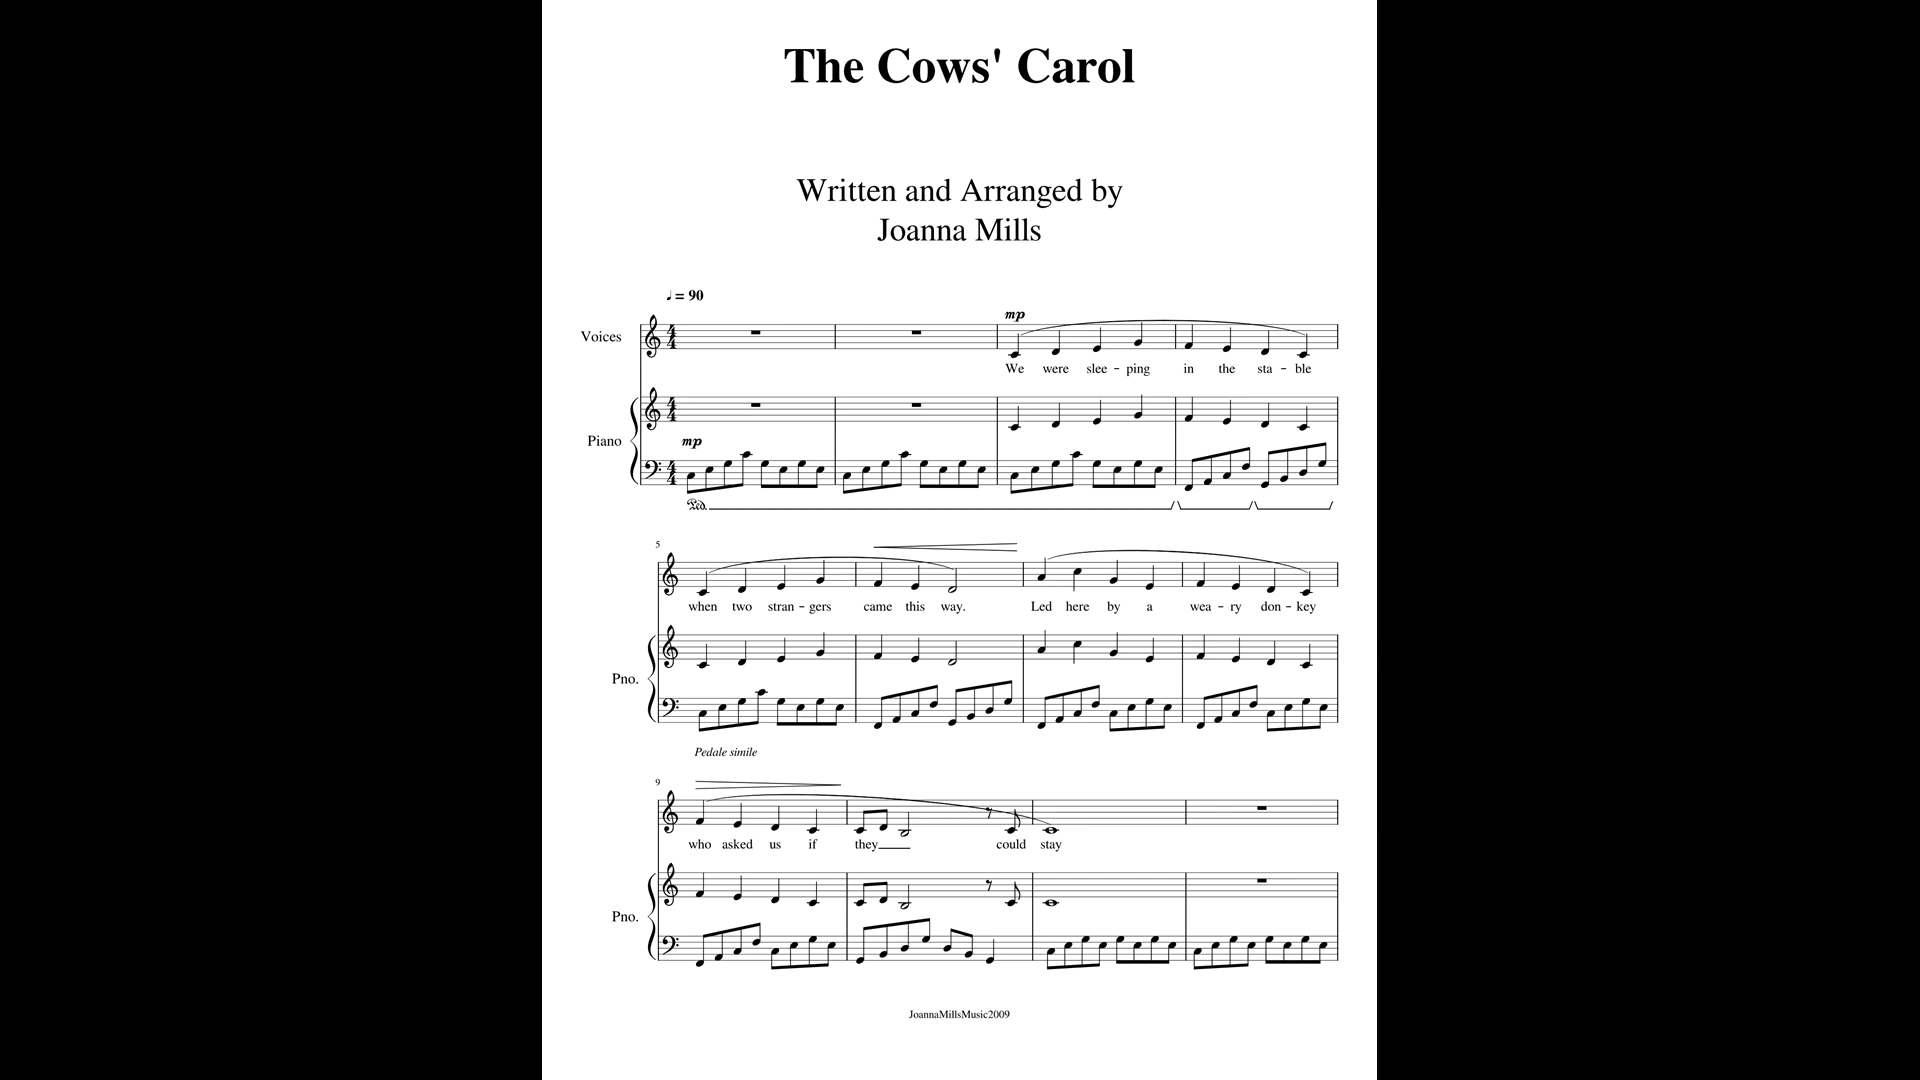 The Cows' Carol
Written and Arranged by
Joanna Mills
♩ = 90
mp
Voices
We were slee - ping in the sta - ble
mp
Piano
Ped.
5
when two stran - gers came this way. Led here by a wea - ry don - key
Pno.
Pedale simile
9
who asked us if they could stay
Pno.
JoannaMillsMusic2009